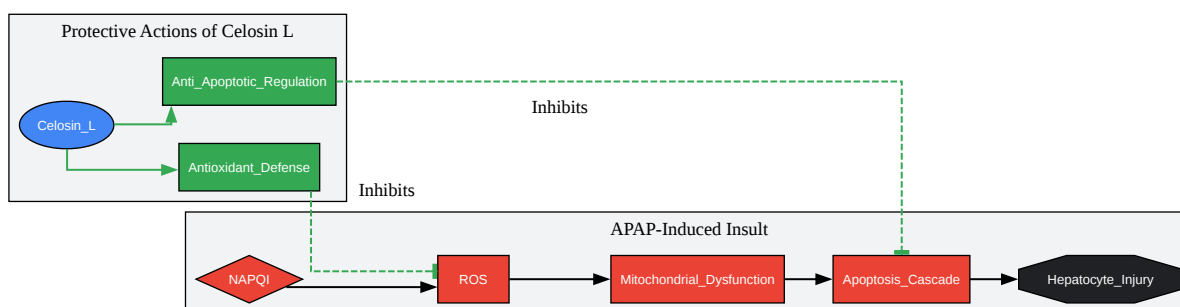 Protective Actions of Celosin L
Anti_Apoptotic_Regulation
Inhibits
Celosin_L
Antioxidant_Defense
Inhibits
APAP-Induced Insult
NAPQI
ROS
Mitochondrial_Dysfunction
Apoptosis_Cascade
Hepatocyte_Injury